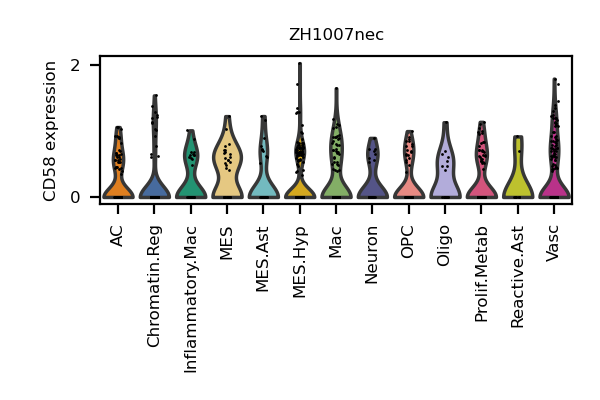 ZH1007nec
CD58 expression
2
0
AC
Chromatin.Reg
Inflammatory.Mac
MES
MES.Ast
MES.Hyp
Mac
Neuron
OPC
Oligo
Prolif.Metab
Reactive.Ast
Vasc